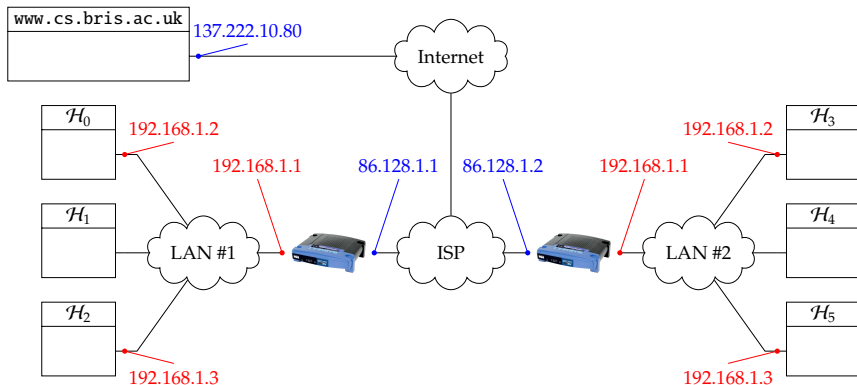 www.cs.bris.ac.uk
137.222.10.80
Internet
H0
192.168.1.2
192.168.1.1
86.128.1.1
86.128.1.2
192.168.1.1
192.168.1.2
H3
H1
LAN #1
ISP
LAN #2
H4
H2
192.168.1.3
192.168.1.3
H5